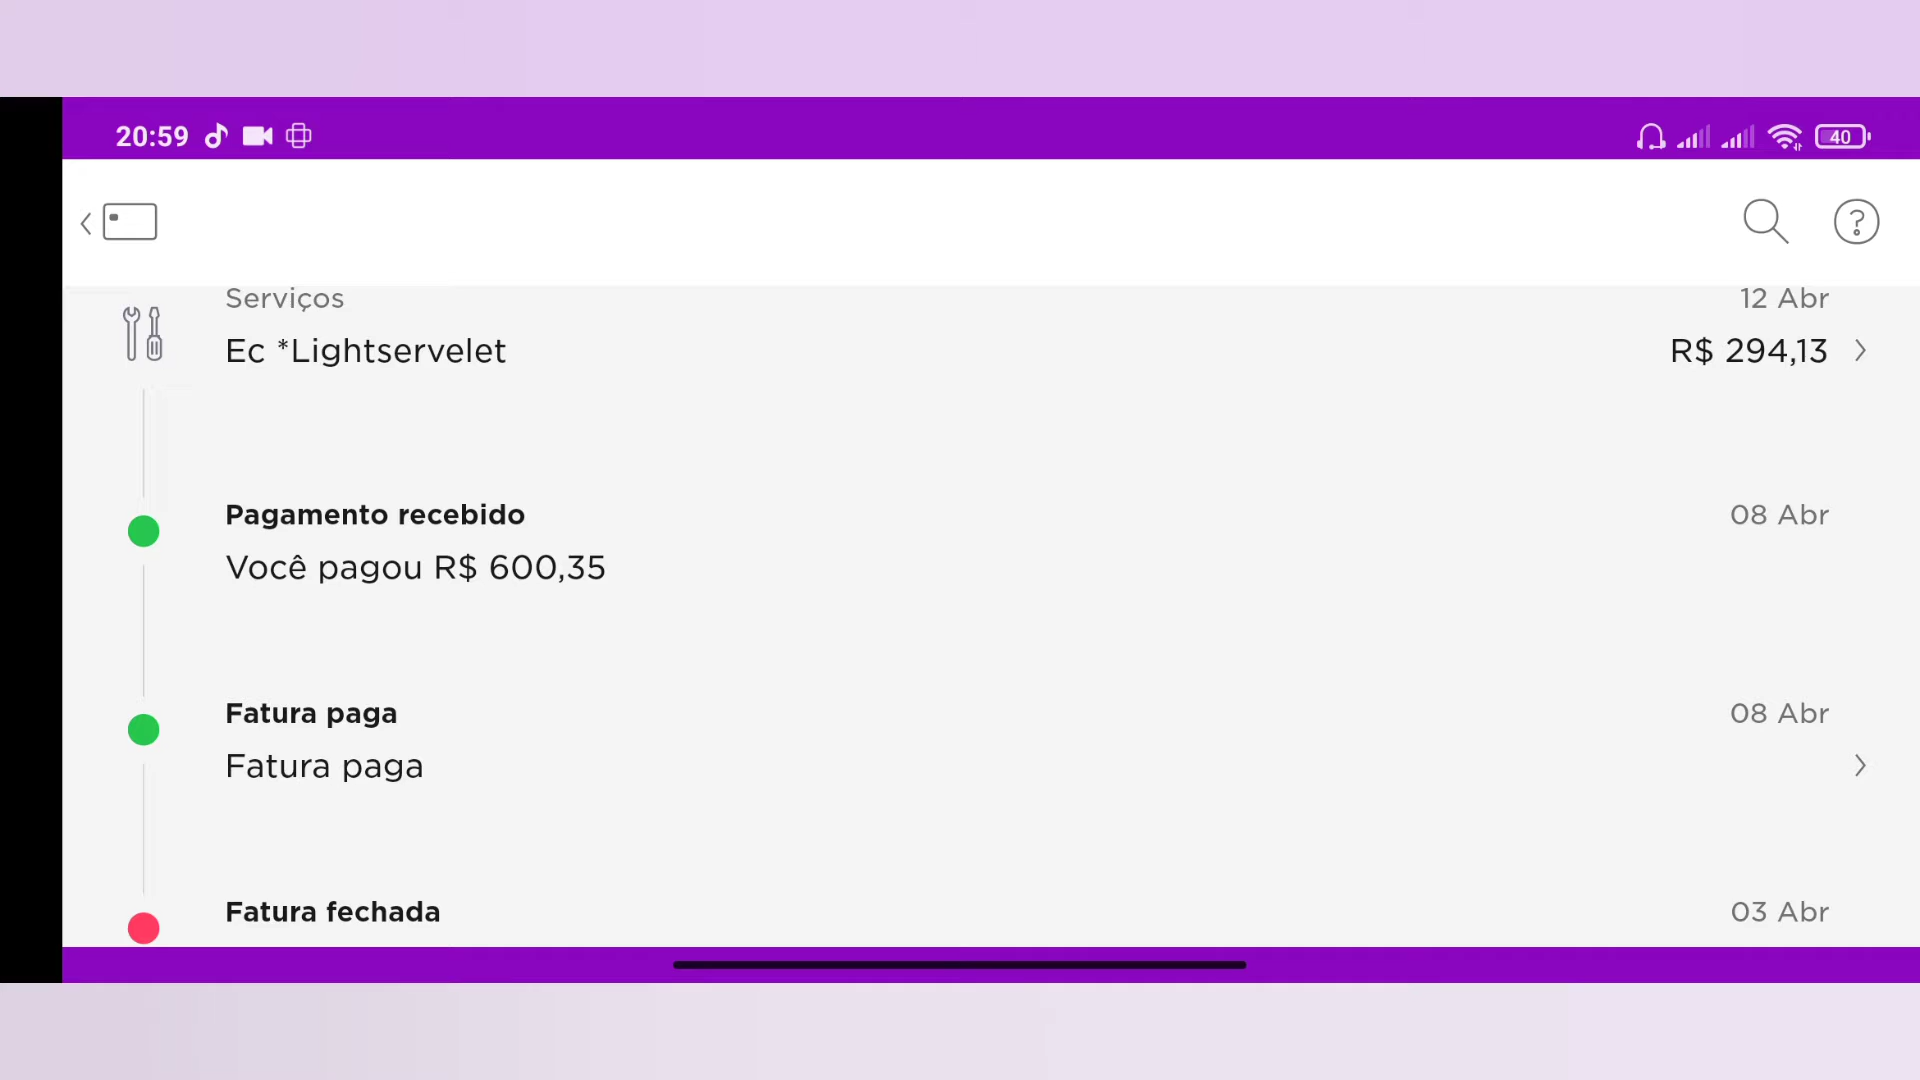 20:59
40
Serviços
12 Abr
Ec *Lightservelet
R$ 294,13
Pagamento recebido
08 Abr
Você pagou R$ 600,35
Fatura paga
08 Abr
Fatura paga
Fatura fechada
03 Abr